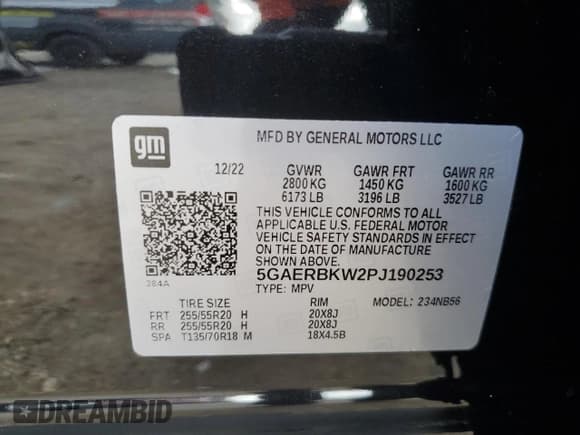 gm
MFD BY GENERAL MOTORS LLC
12/22 GVWR GAWR FRT GAWR RR
2800 KG 1450 KG 1600 KG
6173 LB 3196 LB 3527 LB
THIS VEHICLE CONFORMS TO ALL
APPLICABLE U.S. FEDERAL MOTOR
VEHICLE SAFETY STANDARDS IN EFFECT
ON THE DATE OF MANUFACTURE
SHOWN ABOVE.
5GAERBKW2PJ190253
284A
TYPE: MPV MODEL: 234NB56
TIRE SIZE RIM
FRT 255/55R20 H 20X8J
RR 255/55R20 H 20X8J
SPA T135/70R18 M 18X4.5B
DREAMBID